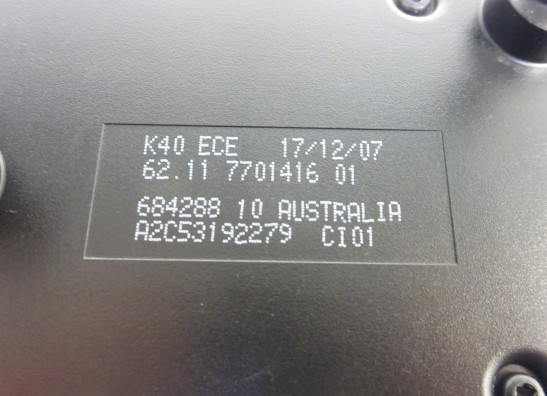 K40 ECE 17/12/07
62.11 7701416 01
684288 10 AUSTRALIA
A2C53192279 CI01